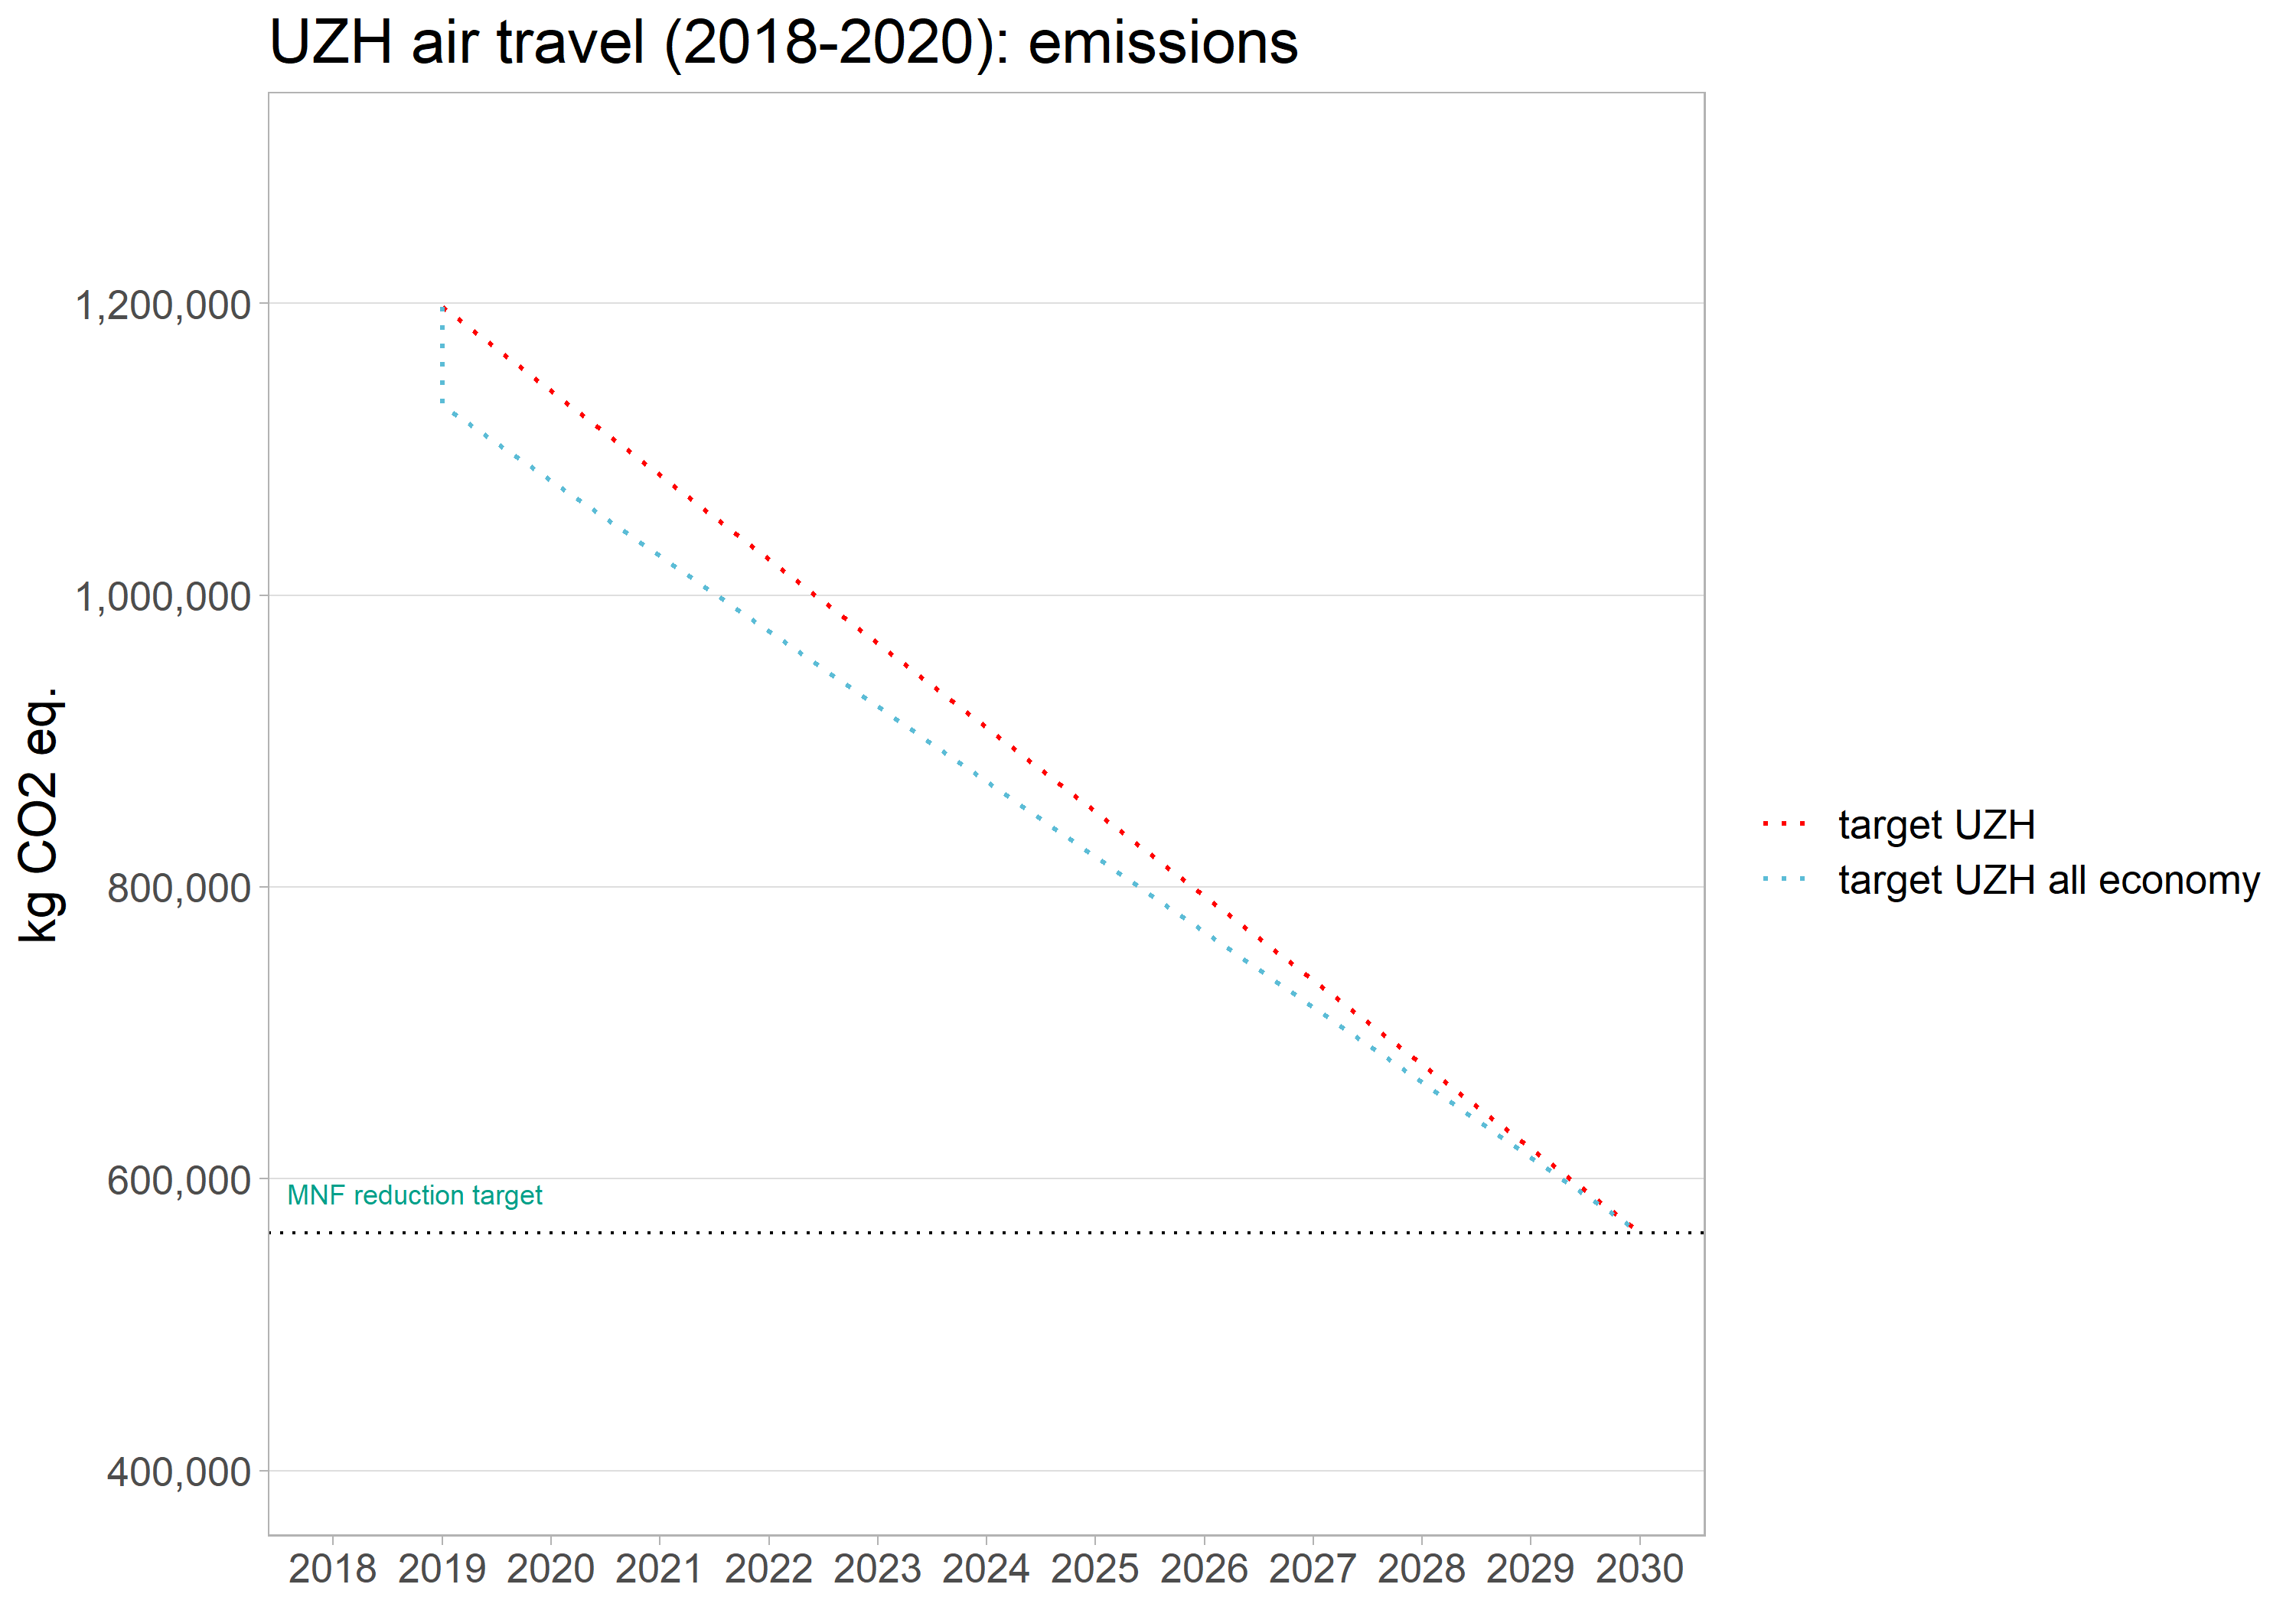 UZH air travel (2018-2020): emissions
kg CO2 eq.
1,200,000
1,000,000
800,000
600,000
400,000
MNF reduction target
2018 2019 2020 2021 2022 2023 2024 2025 2026 2027 2028 2029 2030
target UZH
target UZH all economy